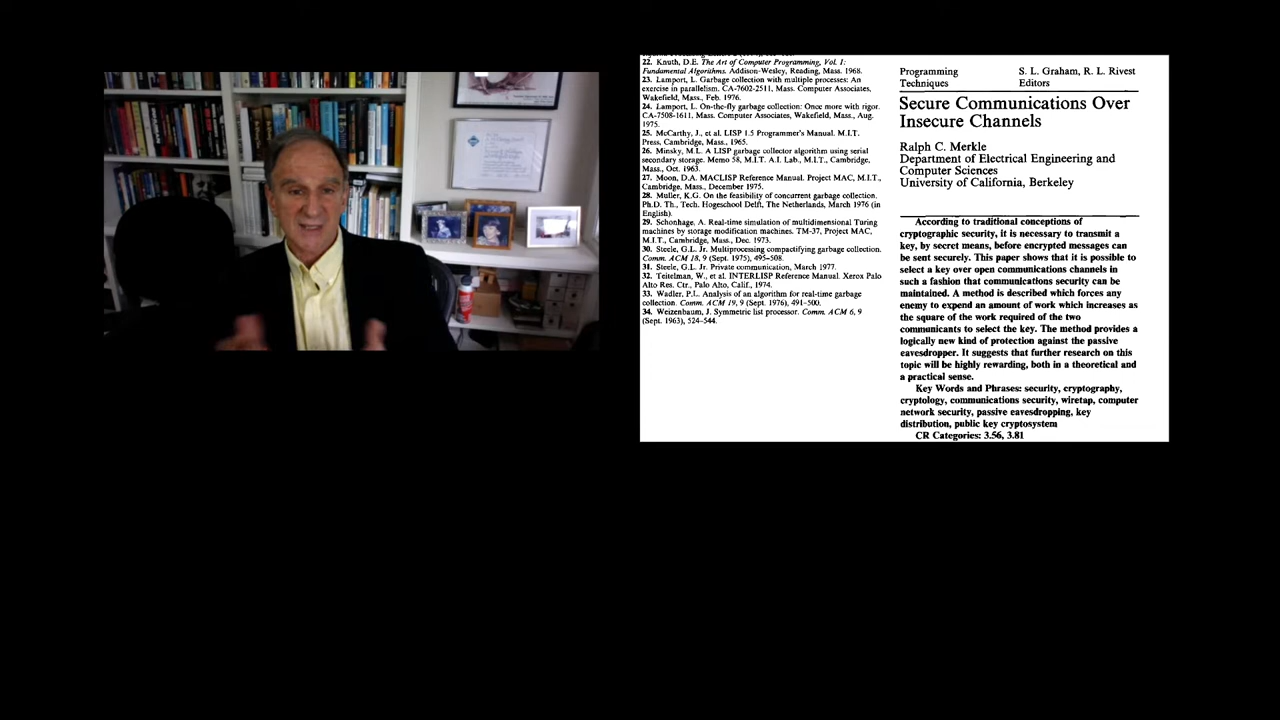 22. Knuth, D.E. The Art of Computer Programming, Vol. 1:
Fundamental Algorithms. Addison-Wesley, Reading, Mass. 1968.
23. Lamport, L. Garbage collection with multiple processes: An
exercise in parallelism. CA-7602-2511, Mass. Computer Associates,
Wakefield, Mass., Feb. 1976.
24. Lamport, L. On-the-fly garbage collection: Once more with rigor.
CA-7508-1611, Mass. Computer Associates, Wakefield, Mass., Aug.
1975.
25. McCarthy, J., et al. LISP 1.5 Programmer's Manual. M.I.T.
Press, Cambridge, Mass., 1965.
26. Minsky, M.L. A LISP garbage collector algorithm using serial
secondary storage. Memo 58, M.I.T. A.I. Lab., M.I.T., Cambridge,
Mass., Oct. 1963.
27. Moon, D.A. MACLISP Reference Manual. Project MAC, M.I.T.,
Cambridge, Mass., December 1975.
28. Muller, K.G. On the feasibility of concurrent garbage collection.
Ph.D. Th., Tech. Hogeschool Delft, The Netherlands, March 1976 (in
English).
29. Schonhage, A. Real-time simulation of multidimensional Turing
machines by storage modification machines. TM-37, Project MAC,
M.I.T., Cambridge, Mass., Dec. 1973.
30. Steele, G.L. Jr. Multiprocessing compactifying garbage collection.
Comm. ACM 18, 9 (Sept. 1975), 495-508.
31. Steele, G.L. Jr. Private communication, March 1977.
32. Teitelman, W., et al. INTERLISP Reference Manual. Xerox Palo
Alto Res. Ctr., Palo Alto, Calif., 1974.
33. Wadler, P.L. Analysis of an algorithm for real-time garbage
collection. Comm. ACM 19, 9 (Sept. 1976), 491-500.
34. Weizenbaum, J. Symmetric list processor. Comm. ACM 6, 9
(Sept. 1963), 524-544.
Programming S. L. Graham, R. L. Rivest
Techniques Editors
Secure Communications Over
Insecure Channels
Ralph C. Merkle
Department of Electrical Engineering and
Computer Sciences
University of California, Berkeley
According to traditional conceptions of
cryptographic security, it is necessary to transmit a
key, by secret means, before encrypted messages can
be sent securely. This paper shows that it is possible to
select a key over open communications channels in
such a fashion that communications security can be
maintained. A method is described which forces any
enemy to expend an amount of work which increases as
the square of the work required of the two
communicants to select the key. The method provides a
logically new kind of protection against the passive
eavesdropper. It suggests that further research on this
topic will be highly rewarding, both in a theoretical and
a practical sense.
Key Words and Phrases: security, cryptography,
cryptology, communications security, wiretap, computer
network security, passive eavesdropping, key
distribution, public key cryptosystem
CR Categories: 3.56, 3.81